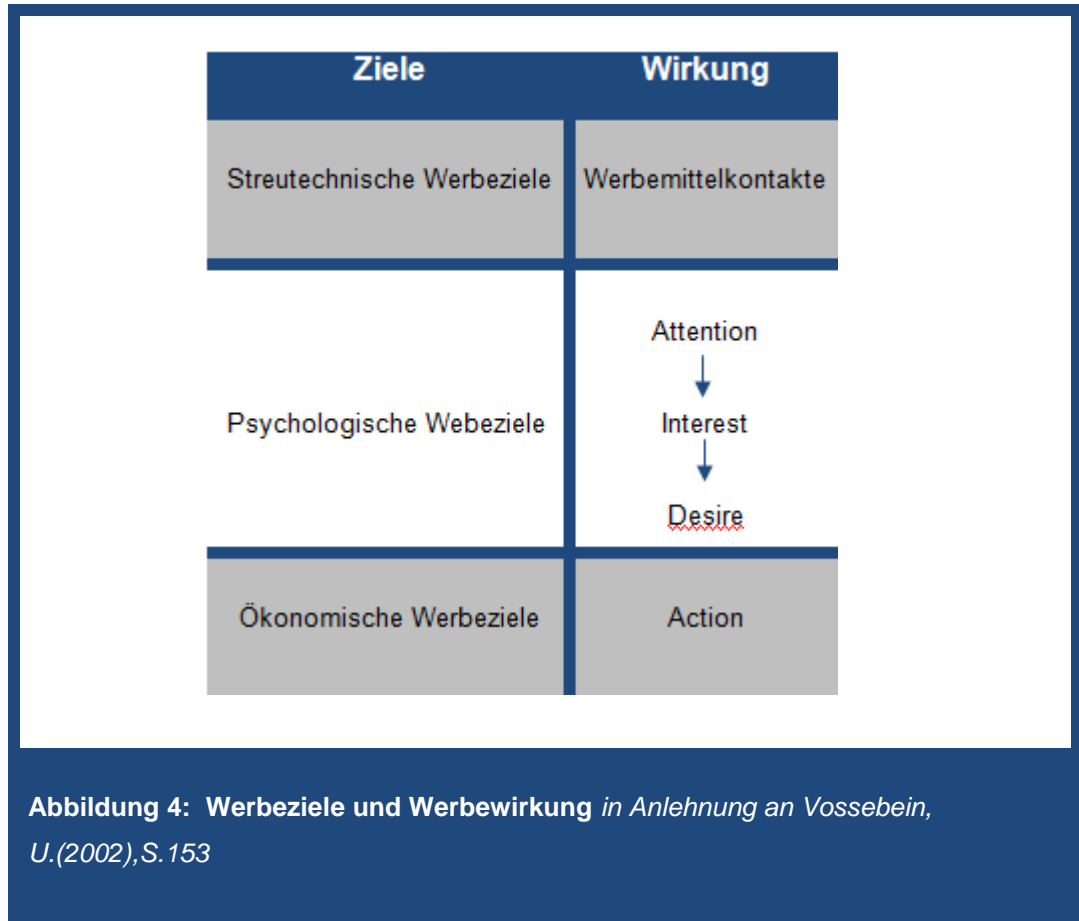 Ziele Wirkung
Streutechnische Werbeziele Werbemittelkontakte
Attention
Psychologische Webeziele Interest
Desire
Ökonomische Werbeziele Action
Abbildung 4: Werbeziele und Werbewirkung in Anlehnung an Vossebein,
U.(2002),S.153